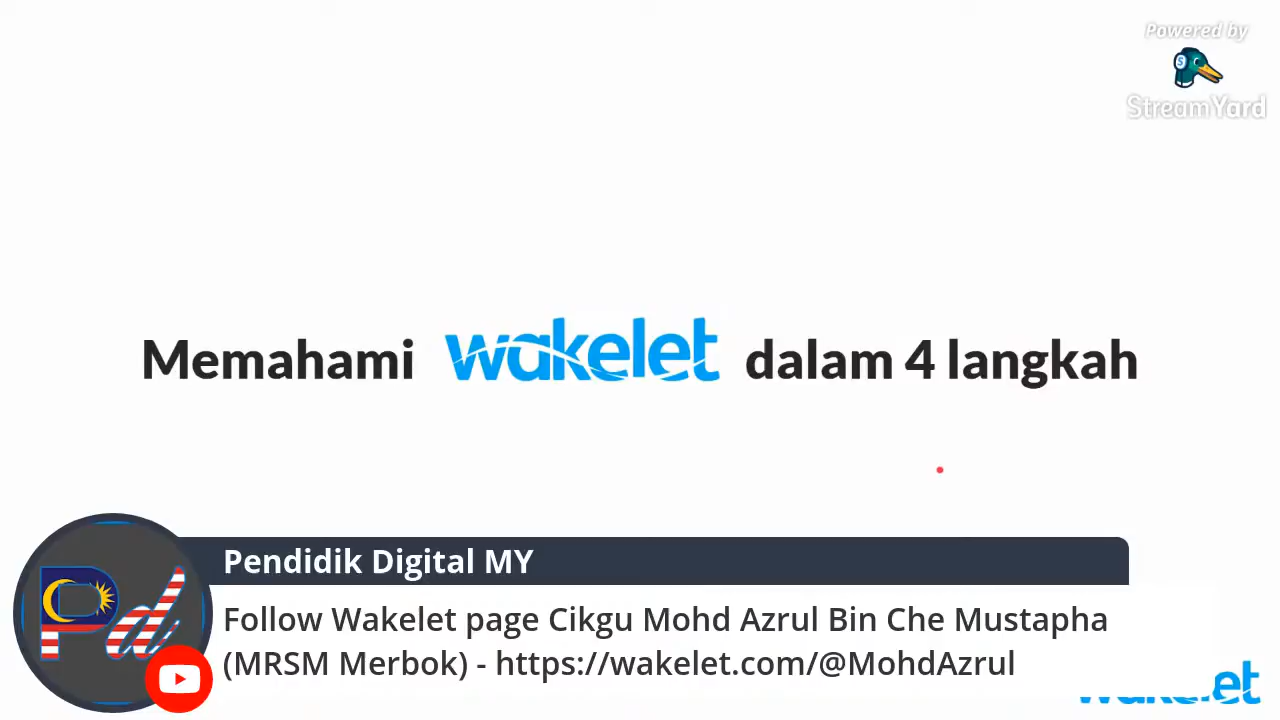 Powered by
StreamYard
Memahami wakelet dalam 4 langkah
Pendidik Digital MY
Follow Wakelet page Cikgu Mohd Azrul Bin Che Mustapha
(MRSM Merbok) - https://wakelet.com/@MohdAzrul
wakelet